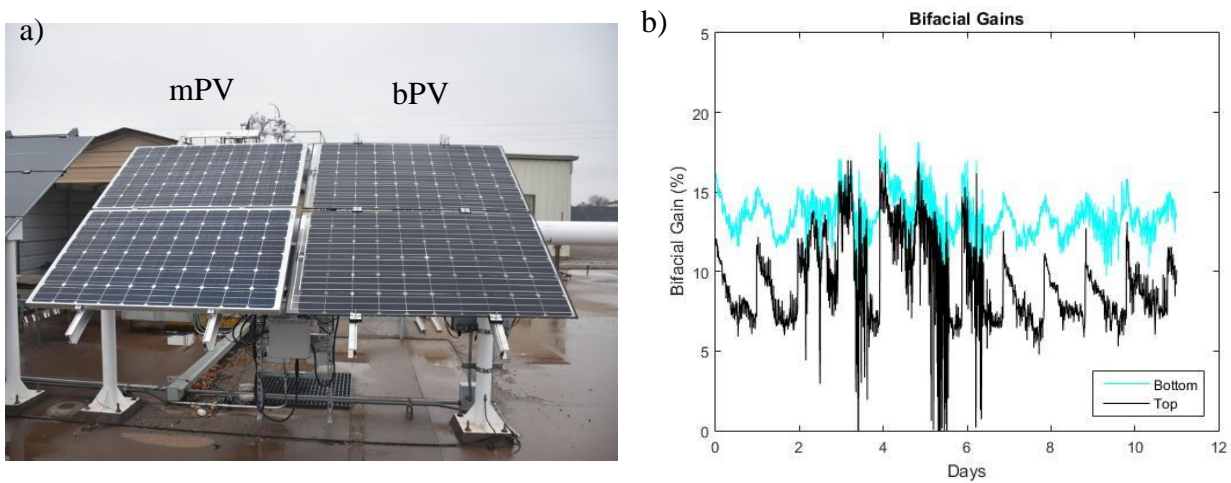 a)
mPV
bPV
b)
Bifacial Gains
5
20
15
10
5
0
Bifacial Gain (%)
Bottom
Top
0 2 4 6 8 10 12
Days